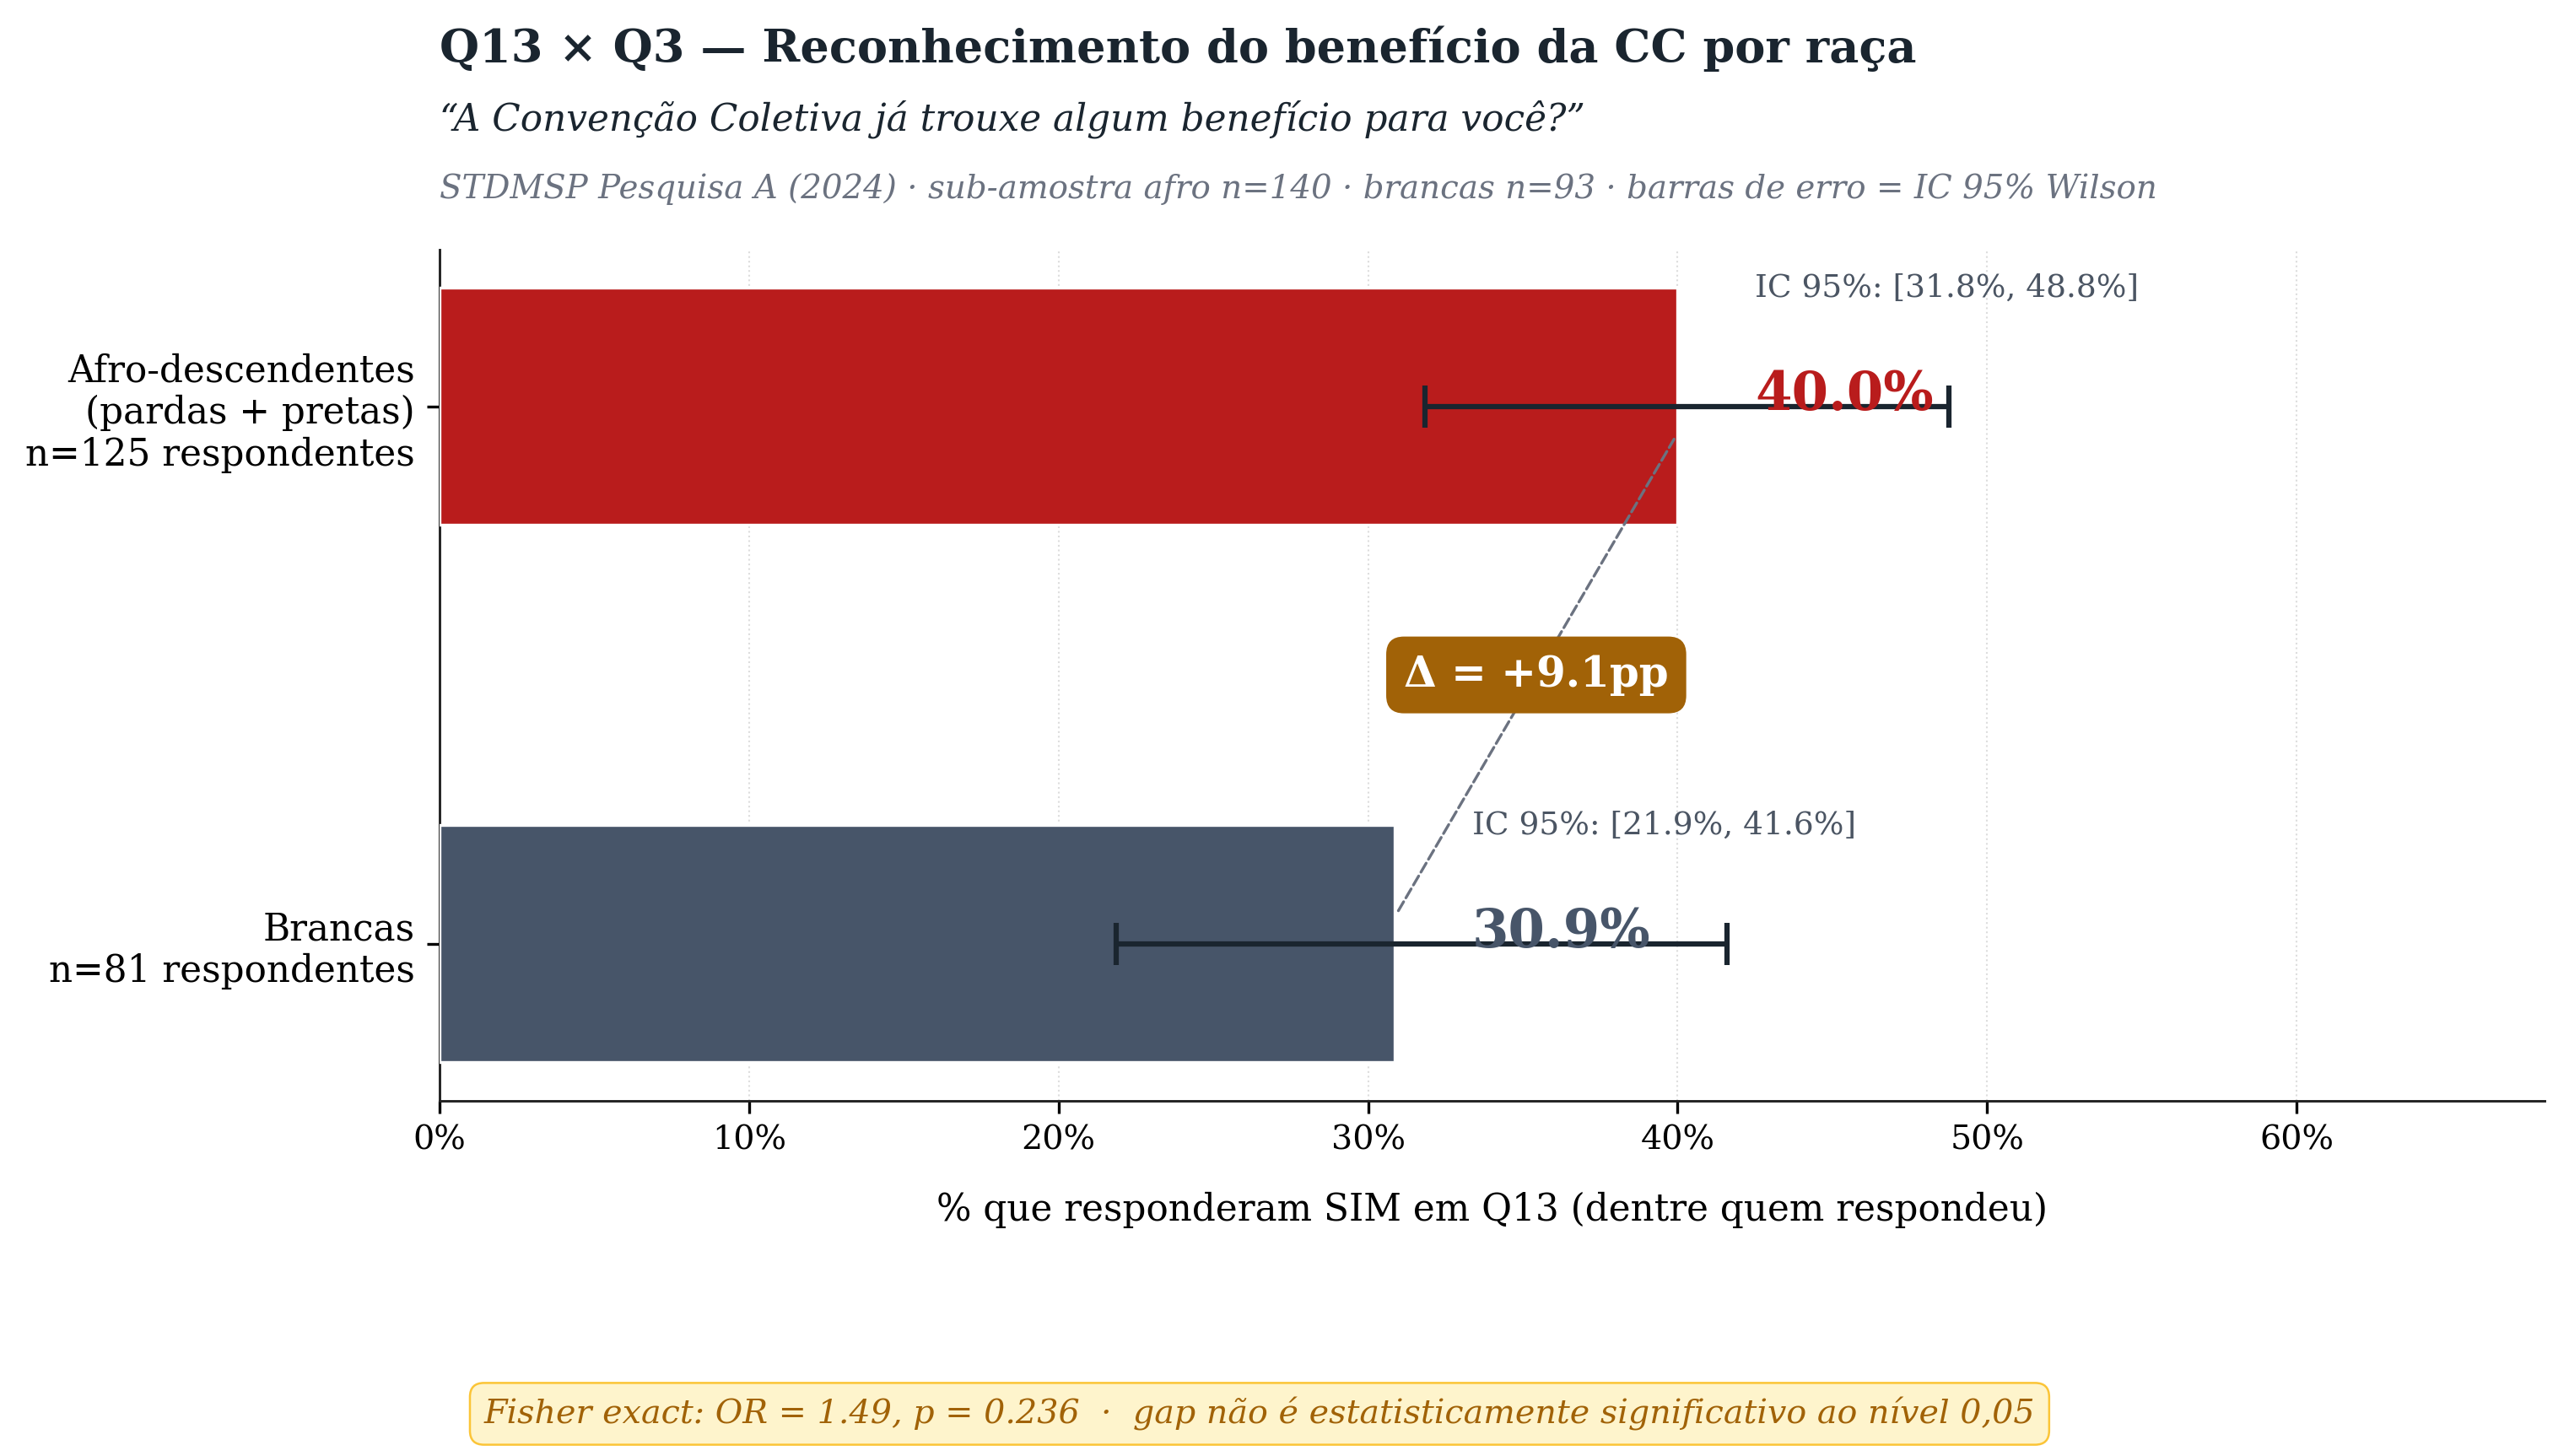 Q13 × Q3 — Reconhecimento do benefício da CC por raça
“A Convenção Coletiva já trouxe algum benefício para você?”
STDMSP Pesquisa A (2024) · sub-amostra afro n=140 · brancas n=93 · barras de erro = IC 95% Wilson
IC 95%: [31.8%, 48.8%]
Afro-descendentes
(pardas + pretas)
n=125 respondentes
40.0%
Δ = +9.1pp
IC 95%: [21.9%, 41.6%]
Brancas
n=81 respondentes
30.9%
0% 10% 20% 30% 40% 50% 60%
% que responderam SIM em Q13 (dentre quem respondeu)
Fisher exact: OR = 1.49, p = 0.236 · gap não é estatisticamente significativo ao nível 0,05